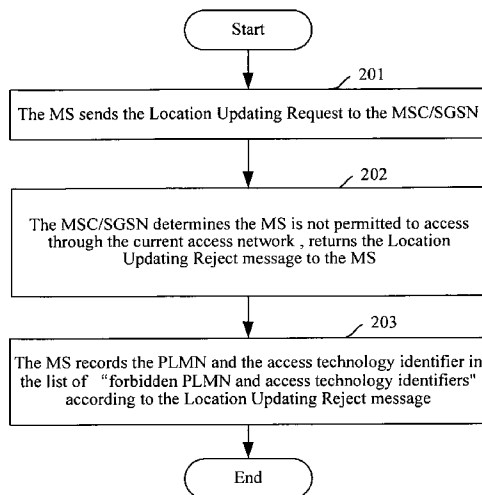 Start
201
The MS sends the Location Updating Request to the MSC/SGSN
202
The MSC/SGSN determines the MS is not permitted to access
through the current access network , returns the Location
Updating Reject message to the MS
203
The MS records the PLMN and the access technology identifier in
the list of “forbidden PLMN and access technology identifiers"
according to the Location Updating Reject message
End